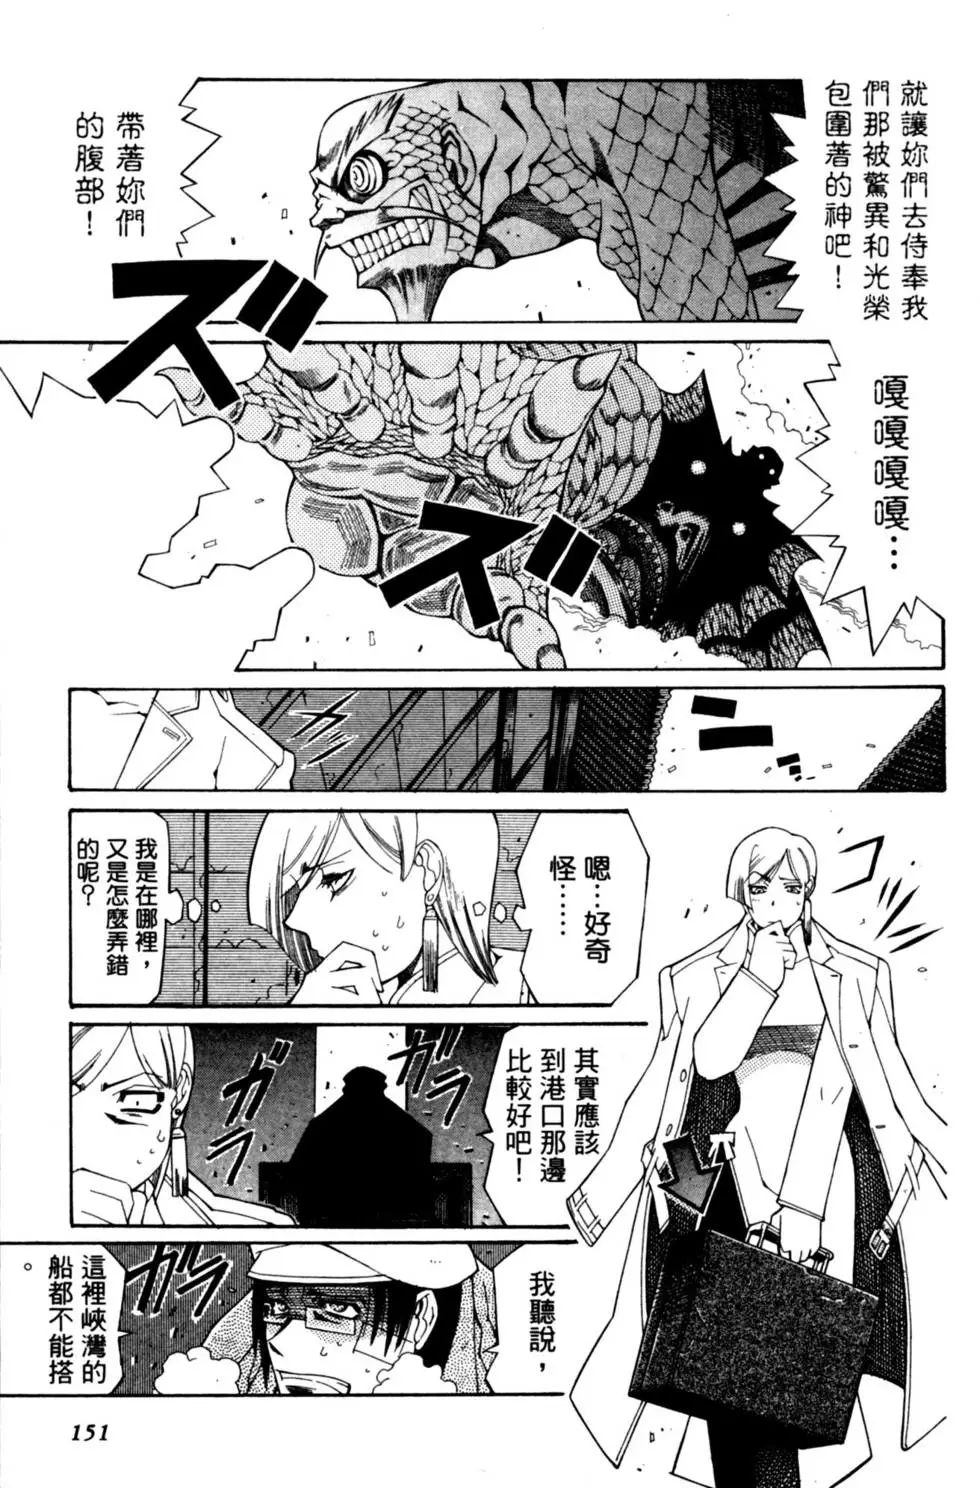 就讓妳們去侍奉我
們那被驚異和光榮
包圍著的神吧！
帶著妳們
的腹部！
ズズ
嘎嘎嘎嘎…
ズズ
嗯…好奇
怪……
我是在哪裡，
又是怎麼弄錯
的呢？
其實應該
到港口那邊
比較好吧！
ガラ
ガラ
我聽說，
ガラ
這裡峽灣的
船都不能搭
。
151